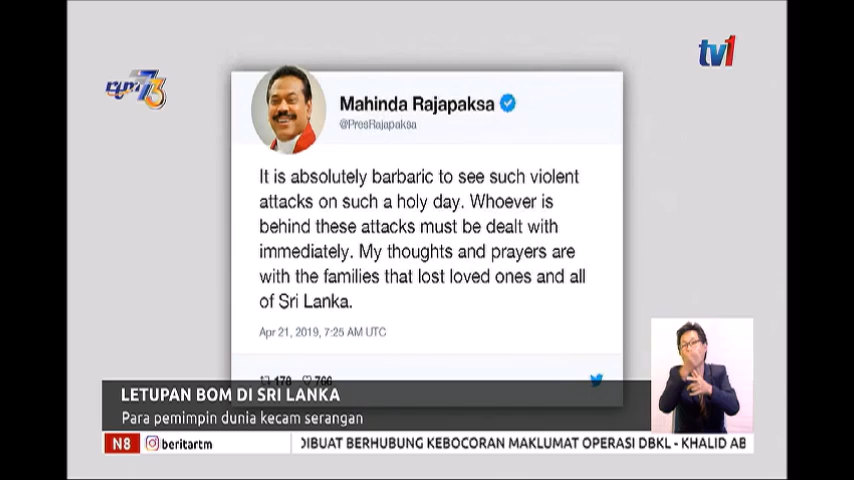 tv1
73
Mahinda Rajapaksa
@PresRajapaksa
It is absolutely barbaric to see such violent
attacks on such a holy day. Whoever is
behind these attacks must be dealt with
immediately. My thoughts and prayers are
with the families that lost loved ones and all
of Sri Lanka.
Apr 21, 2019, 7:25 AM UTC
178 766
LETUPAN BOM DI SRI LANKA
Para pemimpin dunia kecam serangan
N8 beritartm DIBUAT BERHUBUNG KEBOCORAN MAKLUMAT OPERASI DBKL - KHALID AB